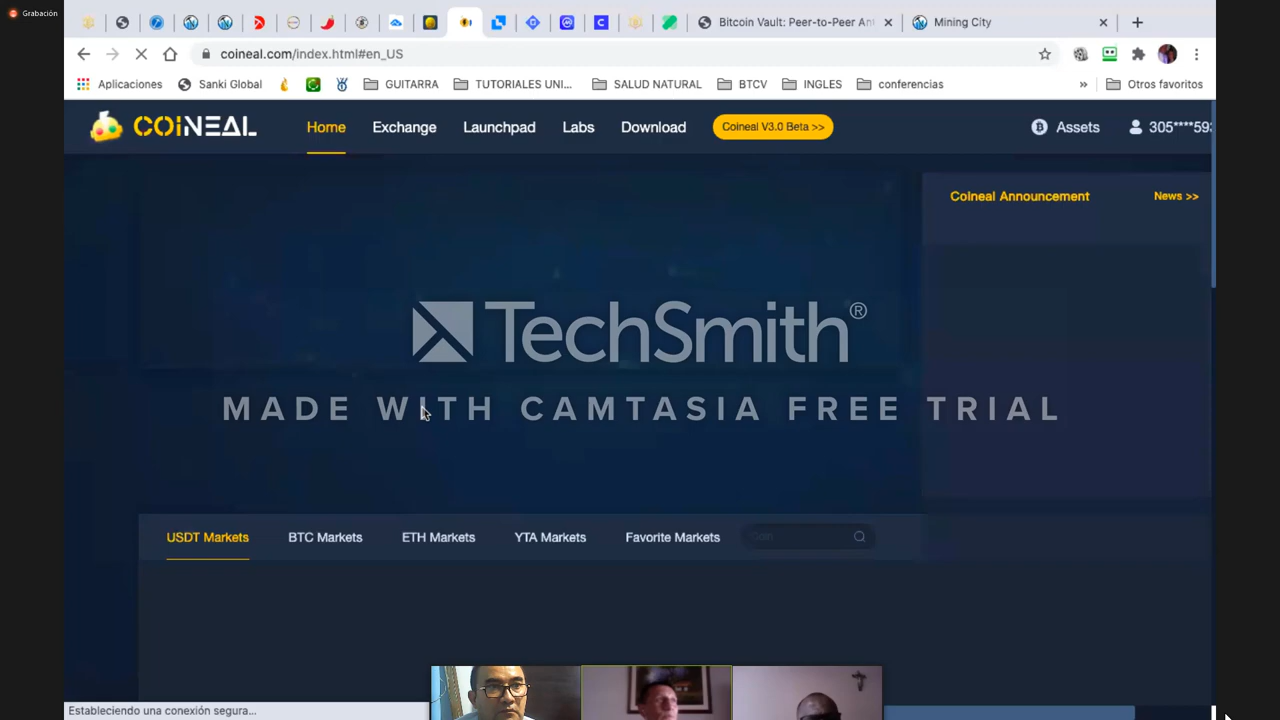 Grabación
Bitcoin Vault: Peer-to-Peer An
Mining City
coineal.com/index.html#en_US
Aplicaciones
Sanki Global
GUITARRA
TUTORIALES UNI...
SALUD NATURAL
BTCV
INGLES
conferencias
»
Otros favoritos
COINEAL
Home
Exchange
Launchpad
Labs
Download
Coineal V3.0 Beta >>
Assets
305****593
Coineal Announcement
News >>
TechSmith®
MADE WITH CAMTASIA FREE TRIAL
USDT Markets
BTC Markets
ETH Markets
YTA Markets
Favorite Markets
Coin
Estableciendo una conexión segura...